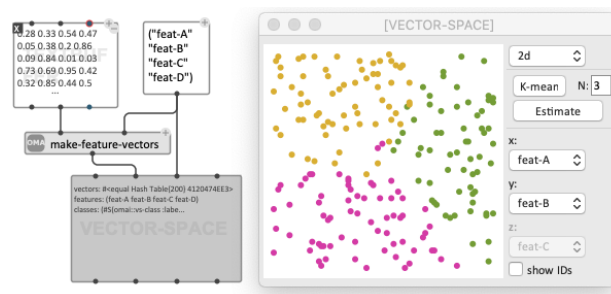 X
0.28 0.33 0.54 0.47
0.05 0.38 0.2 0.86
0.09 0.84 0.01 0.03
0.73 0.69 0.95 0.42
0.32 0.85 0.44 0.5
...
("feat-A"
"feat-B"
"feat-C"
"feat-D")
OMA make-feature-vectors
vectors: #<equal Hash Table{200} 4120474EE3>
features: (feat-A feat-B feat-C feat-D)
classes: (#S(omai::vs-class :labe...
VECTOR-SPACE
[VECTOR-SPACE]
2d
K-mean N: 3
Estimate
x:
feat-A
y:
feat-B
z:
feat-C
show IDs